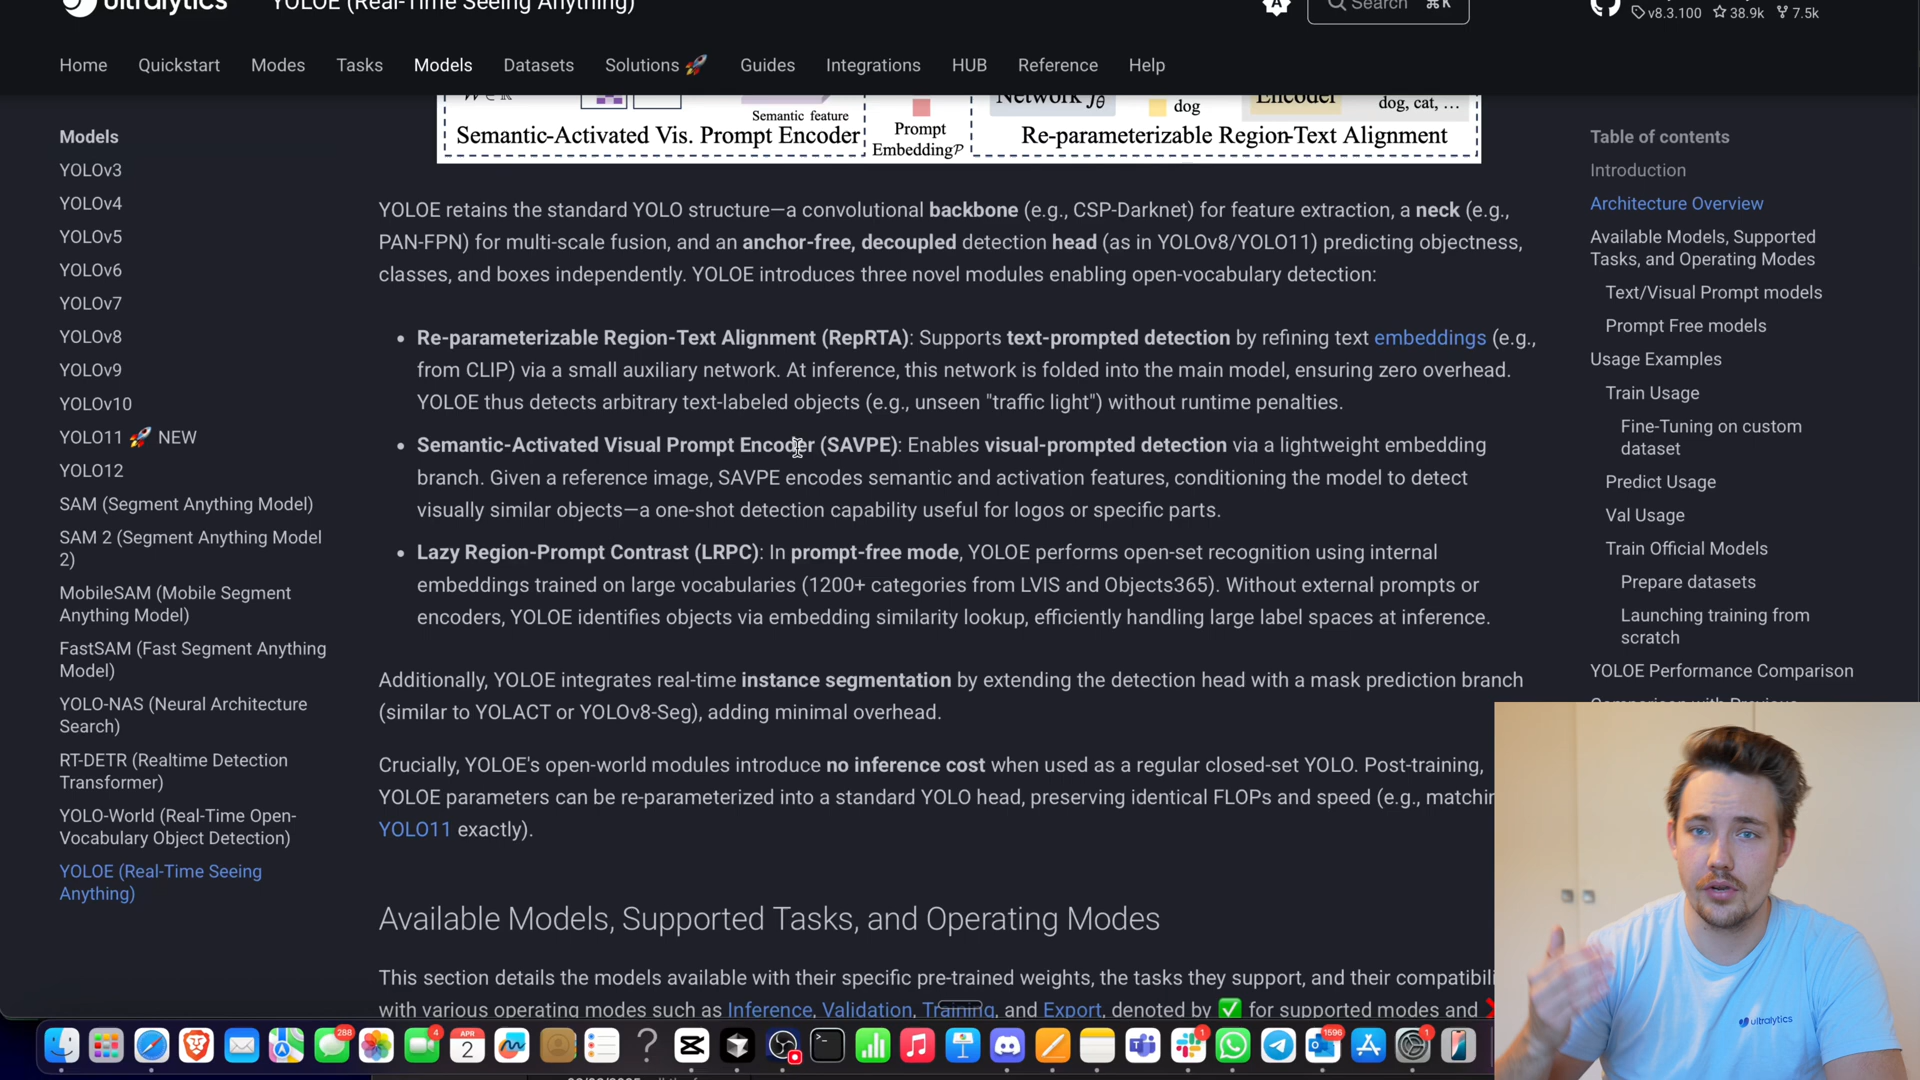 ultralytics
YOLOE (Real-Time Seeing Anything)
Search ⌘K
v8.3.100 38.9k 7.5k
Home Quickstart Modes Tasks Models Datasets Solutions 🚀 Guides Integrations HUB Reference Help
Models
YOLOv3
YOLOv4
YOLOv5
YOLOv6
YOLOv7
YOLOv8
YOLOv9
YOLOv10
YOLO11 🚀 NEW
YOLO12
SAM (Segment Anything Model)
SAM 2 (Segment Anything Model
2)
MobileSAM (Mobile Segment
Anything Model)
FastSAM (Fast Segment Anything
Model)
YOLO-NAS (Neural Architecture
Search)
RT-DETR (Realtime Detection
Transformer)
YOLO-World (Real-Time Open-
Vocabulary Object Detection)
YOLOE (Real-Time Seeing
Anything)
Semantic feature
Semantic-Activated Vis. Prompt Encoder
Prompt
Embedding𝒫
Network fθ
dog
Encoder
dog, cat, …
Re-parameterizable Region-Text Alignment
YOLOE retains the standard YOLO structure—a convolutional backbone (e.g., CSP-Darknet) for feature extraction, a neck (e.g.,
PAN-FPN) for multi-scale fusion, and an anchor-free, decoupled detection head (as in YOLOv8/YOLO11) predicting objectness,
classes, and boxes independently. YOLOE introduces three novel modules enabling open-vocabulary detection:
• Re-parameterizable Region-Text Alignment (RepRTA): Supports text-prompted detection by refining text embeddings (e.g.,
from CLIP) via a small auxiliary network. At inference, this network is folded into the main model, ensuring zero overhead.
YOLOE thus detects arbitrary text-labeled objects (e.g., unseen "traffic light") without runtime penalties.
• Semantic-Activated Visual Prompt Encoder (SAVPE): Enables visual-prompted detection via a lightweight embedding
branch. Given a reference image, SAVPE encodes semantic and activation features, conditioning the model to detect
visually similar objects—a one-shot detection capability useful for logos or specific parts.
• Lazy Region-Prompt Contrast (LRPC): In prompt-free mode, YOLOE performs open-set recognition using internal
embeddings trained on large vocabularies (1200+ categories from LVIS and Objects365). Without external prompts or
encoders, YOLOE identifies objects via embedding similarity lookup, efficiently handling large label spaces at inference.
Additionally, YOLOE integrates real-time instance segmentation by extending the detection head with a mask prediction branch
(similar to YOLACT or YOLOv8-Seg), adding minimal overhead.
Crucially, YOLOE's open-world modules introduce no inference cost when used as a regular closed-set YOLO. Post-training,
YOLOE parameters can be re-parameterized into a standard YOLO head, preserving identical FLOPs and speed (e.g., matchin
YOLO11 exactly).
Available Models, Supported Tasks, and Operating Modes
This section details the models available with their specific pre-trained weights, the tasks they support, and their compatibili
with various operating modes such as Inference, Validation, Training, and Export, denoted by ✅ for supported modes and
Table of contents
Introduction
Architecture Overview
Available Models, Supported
Tasks, and Operating Modes
Text/Visual Prompt models
Prompt Free models
Usage Examples
Train Usage
Fine-Tuning on custom
dataset
Predict Usage
Val Usage
Train Official Models
Prepare datasets
Launching training from
scratch
YOLOE Performance Comparison
Comparison with Previous
ultralytics
288
4
APR
2
1
1596
1